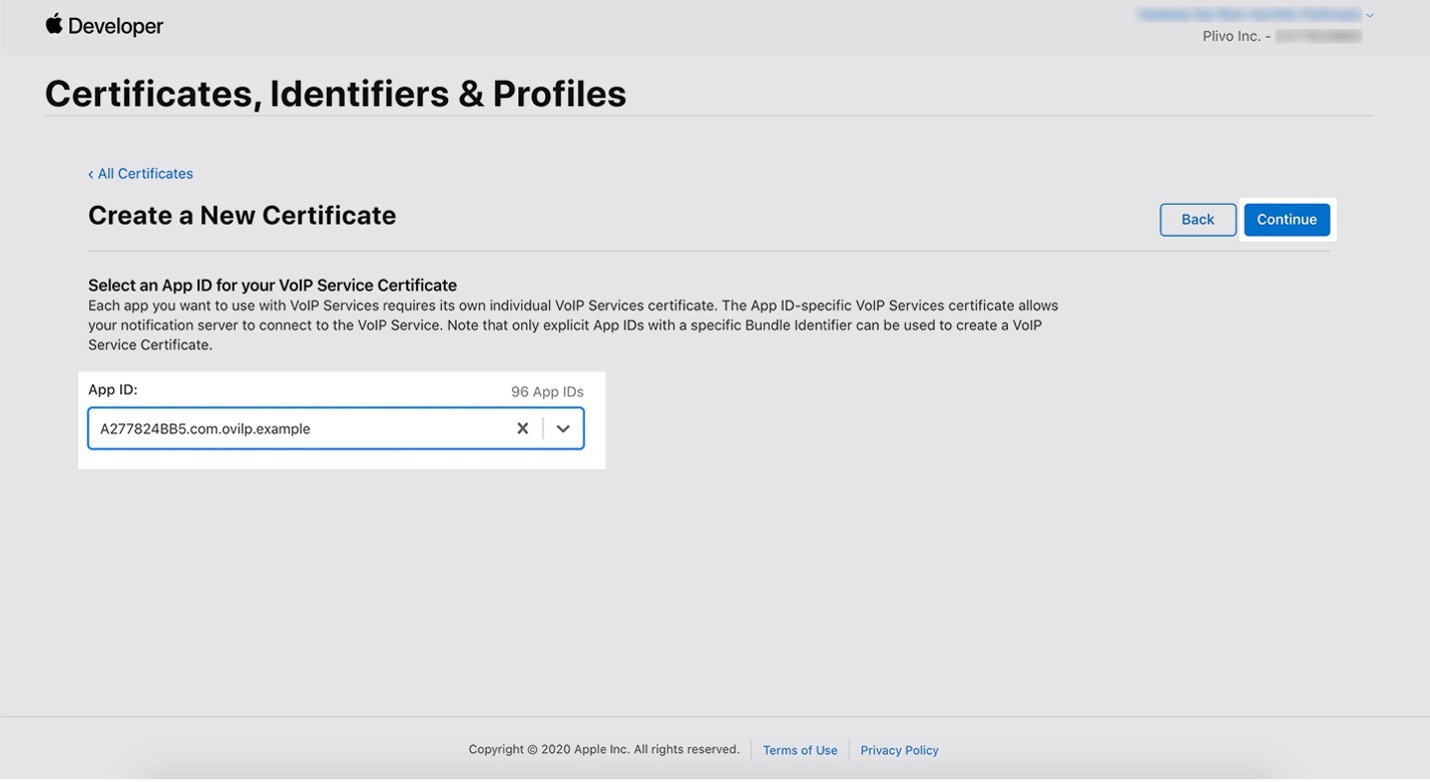 Developer
Plivo Inc. -
Certificates, Identifiers & Profiles
‹ All Certificates
Create a New Certificate
Back
Continue
Select an App ID for your VoIP Service Certificate
Each app you want to use with VoIP Services requires its own individual VoIP Services certificate. The App ID-specific VoIP Services certificate allows
your notification server to connect to the VoIP Service. Note that only explicit App IDs with a specific Bundle Identifier can be used to create a VoIP
Service Certificate.
App ID:
96 App IDs
A277824BB5.com.ovilp.example
Copyright © 2020 Apple Inc. All rights reserved.
Terms of Use
Privacy Policy